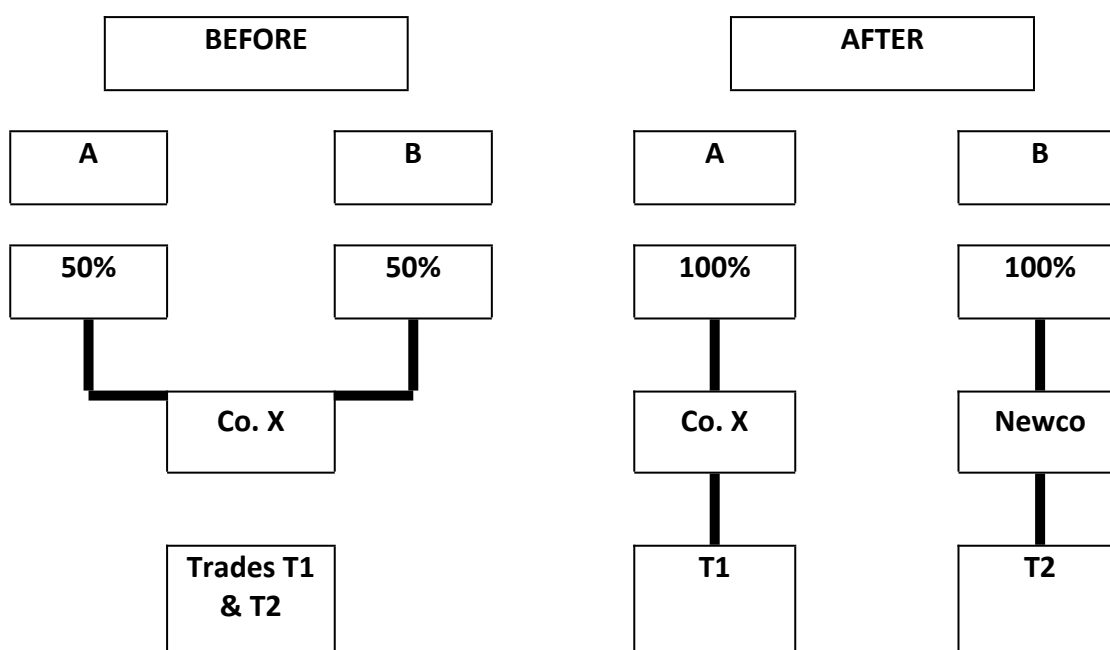 BEFORE
AFTER
A
B
A
B
50%
50%
100%
100%
Co. X
Co. X
Newco
Trades T1
& T2
T1
T2